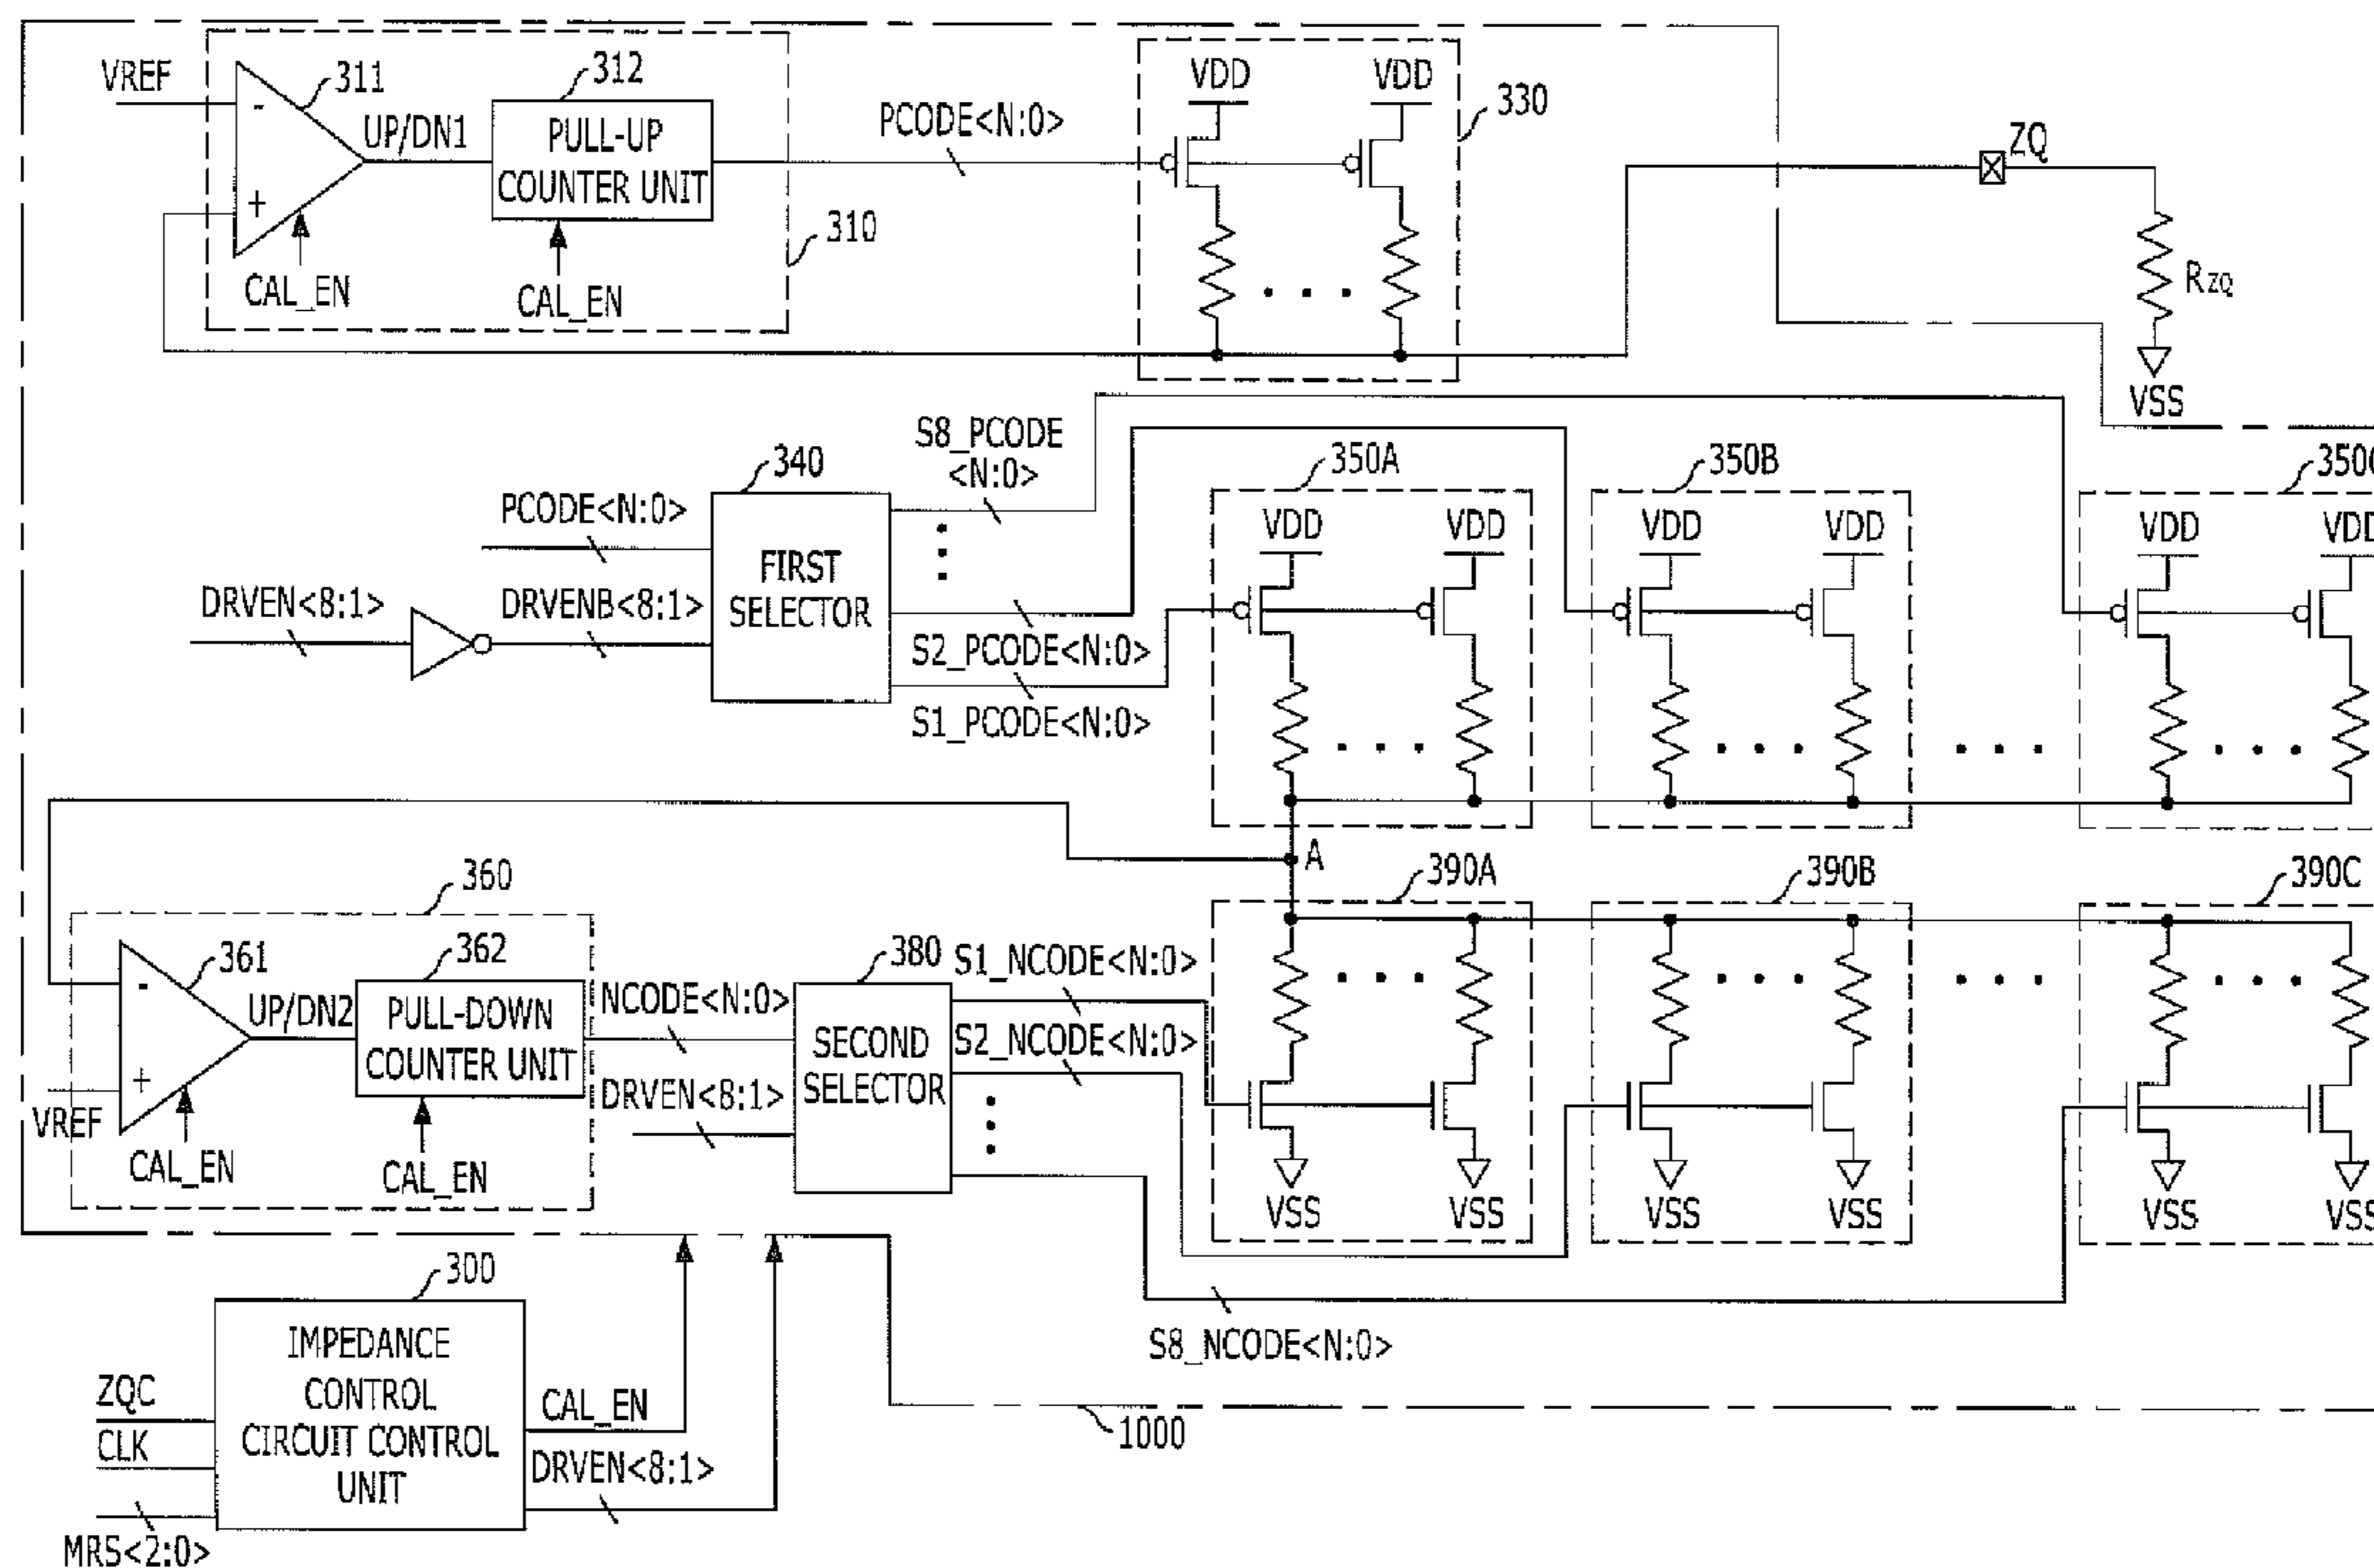 VREF
-
+
311
UP/DN1
312
PULL-UP
COUNTER UNIT
CAL_EN
CAL_EN
310
PCODE<N:0>
VDD
VDD
330
ZQ
RZQ
VSS
S8_PCODE
<N:0>
340
PCODE<N:0>
DRVEN<8:1>
DRVENB<8:1>
FIRST
SELECTOR
S2_PCODE<N:0>
S1_PCODE<N:0>
350A
VDD
VDD
350B
VDD
VDD
350C
VDD
VDD
A
360
-
+
361
UP/DN2
362
PULL-DOWN
COUNTER UNIT
VREF
CAL_EN
CAL_EN
NCODE<N:0>
DRVEN<8:1>
380
SECOND
SELECTOR
S1_NCODE<N:0>
S2_NCODE<N:0>
390A
VSS
VSS
390B
VSS
VSS
390C
VSS
VSS
S8_NCODE<N:0>
300
IMPEDANCE
CONTROL
CIRCUIT CONTROL
UNIT
ZQC
CLK
MRS<2:0>
CAL_EN
DRVEN<8:1>
1000